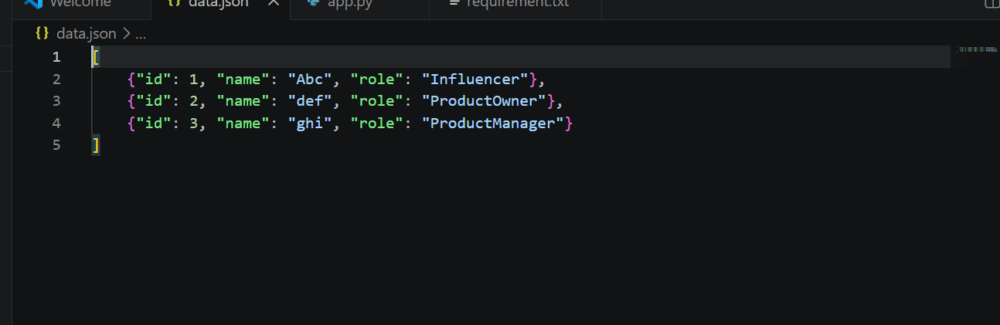 Welcome
{} data.json
app.py
requirement.txt
{} data.json > ...
1 [
2 {"id": 1, "name": "Abc", "role": "Influencer"},
3 {"id": 2, "name": "def", "role": "ProductOwner"},
4 {"id": 3, "name": "ghi", "role": "ProductManager"}
5 ]